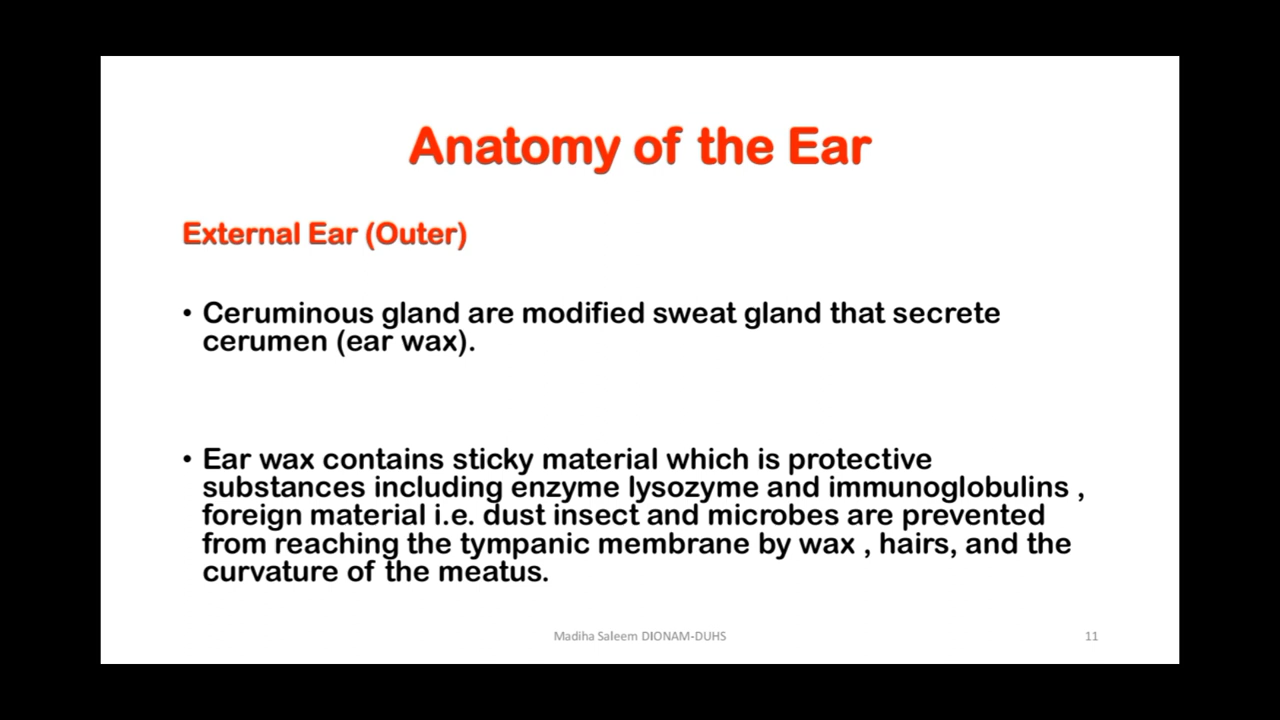 Anatomy of the Ear
External Ear (Outer)
• Ceruminous gland are modified sweat gland that secrete
cerumen (ear wax).
• Ear wax contains sticky material which is protective
substances including enzyme lysozyme and immunoglobulins ,
foreign material i.e. dust insect and microbes are prevented
from reaching the tympanic membrane by wax , hairs, and the
curvature of the meatus.
Madiha Saleem DIONAM-DUHS
11